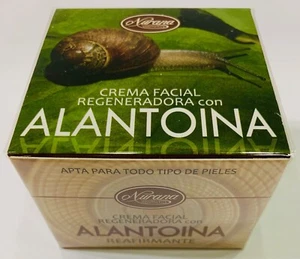 Nurana
CREMA FACIAL
REGENERADORA con
ALANTOINA
APTA PARA TODO TIPO DE PIELES
Nurana
CREMA FACIAL
REGENERADORA con
ALANTOINA
REAFIRMANTE